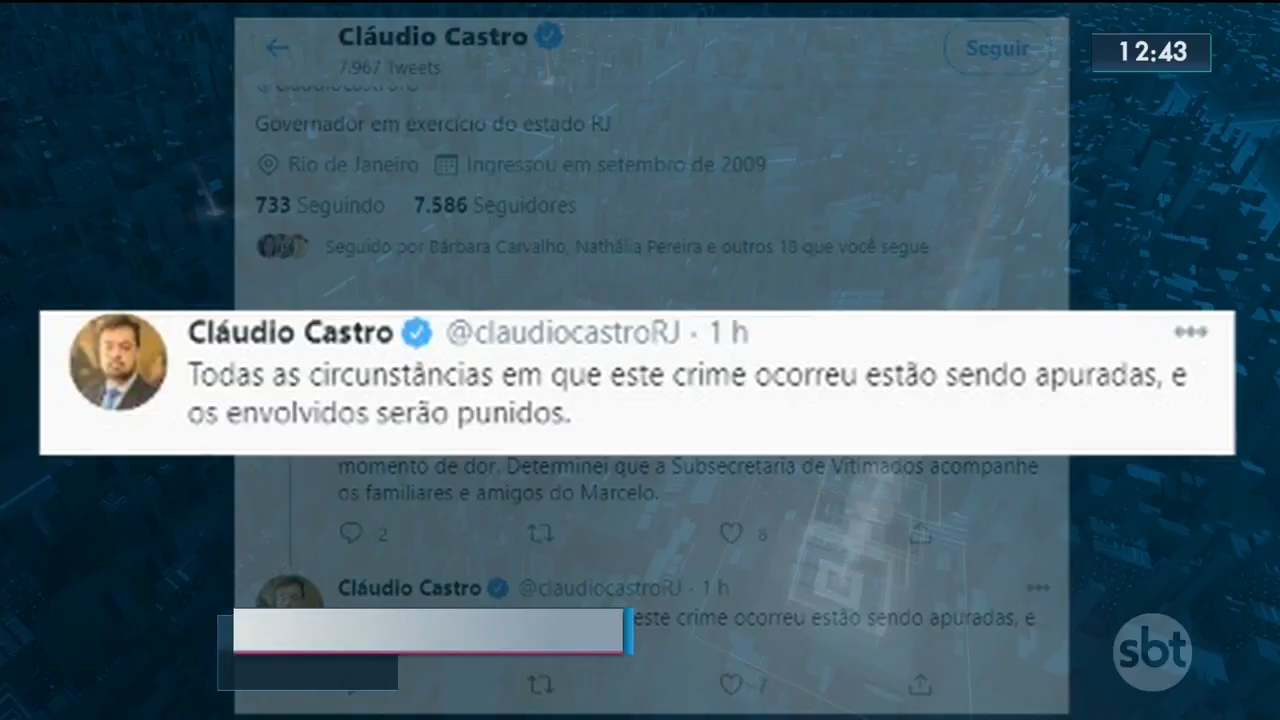 Cláudio Castro
7.967 Tweets
Seguir
12:43
@claudiocastroRJ
Governador em exercício do estado RJ
Rio de Janeiro Ingressou em setembro de 2009
733 Seguindo 7.586 Seguidores
Seguido por Bárbara Carvalho, Nathália Pereira e outros 18 que você segue
Cláudio Castro @claudiocastroRJ · 1 h
Todas as circunstâncias em que este crime ocorreu estão sendo apuradas, e
os envolvidos serão punidos.
momento de dor. Determinei que a Subsecretaria de Vitimados acompanhe
os familiares e amigos do Marcelo.
2 8
Cláudio Castro @claudiocastroRJ · 1 h
este crime ocorreu estão sendo apuradas, e
7
sbt